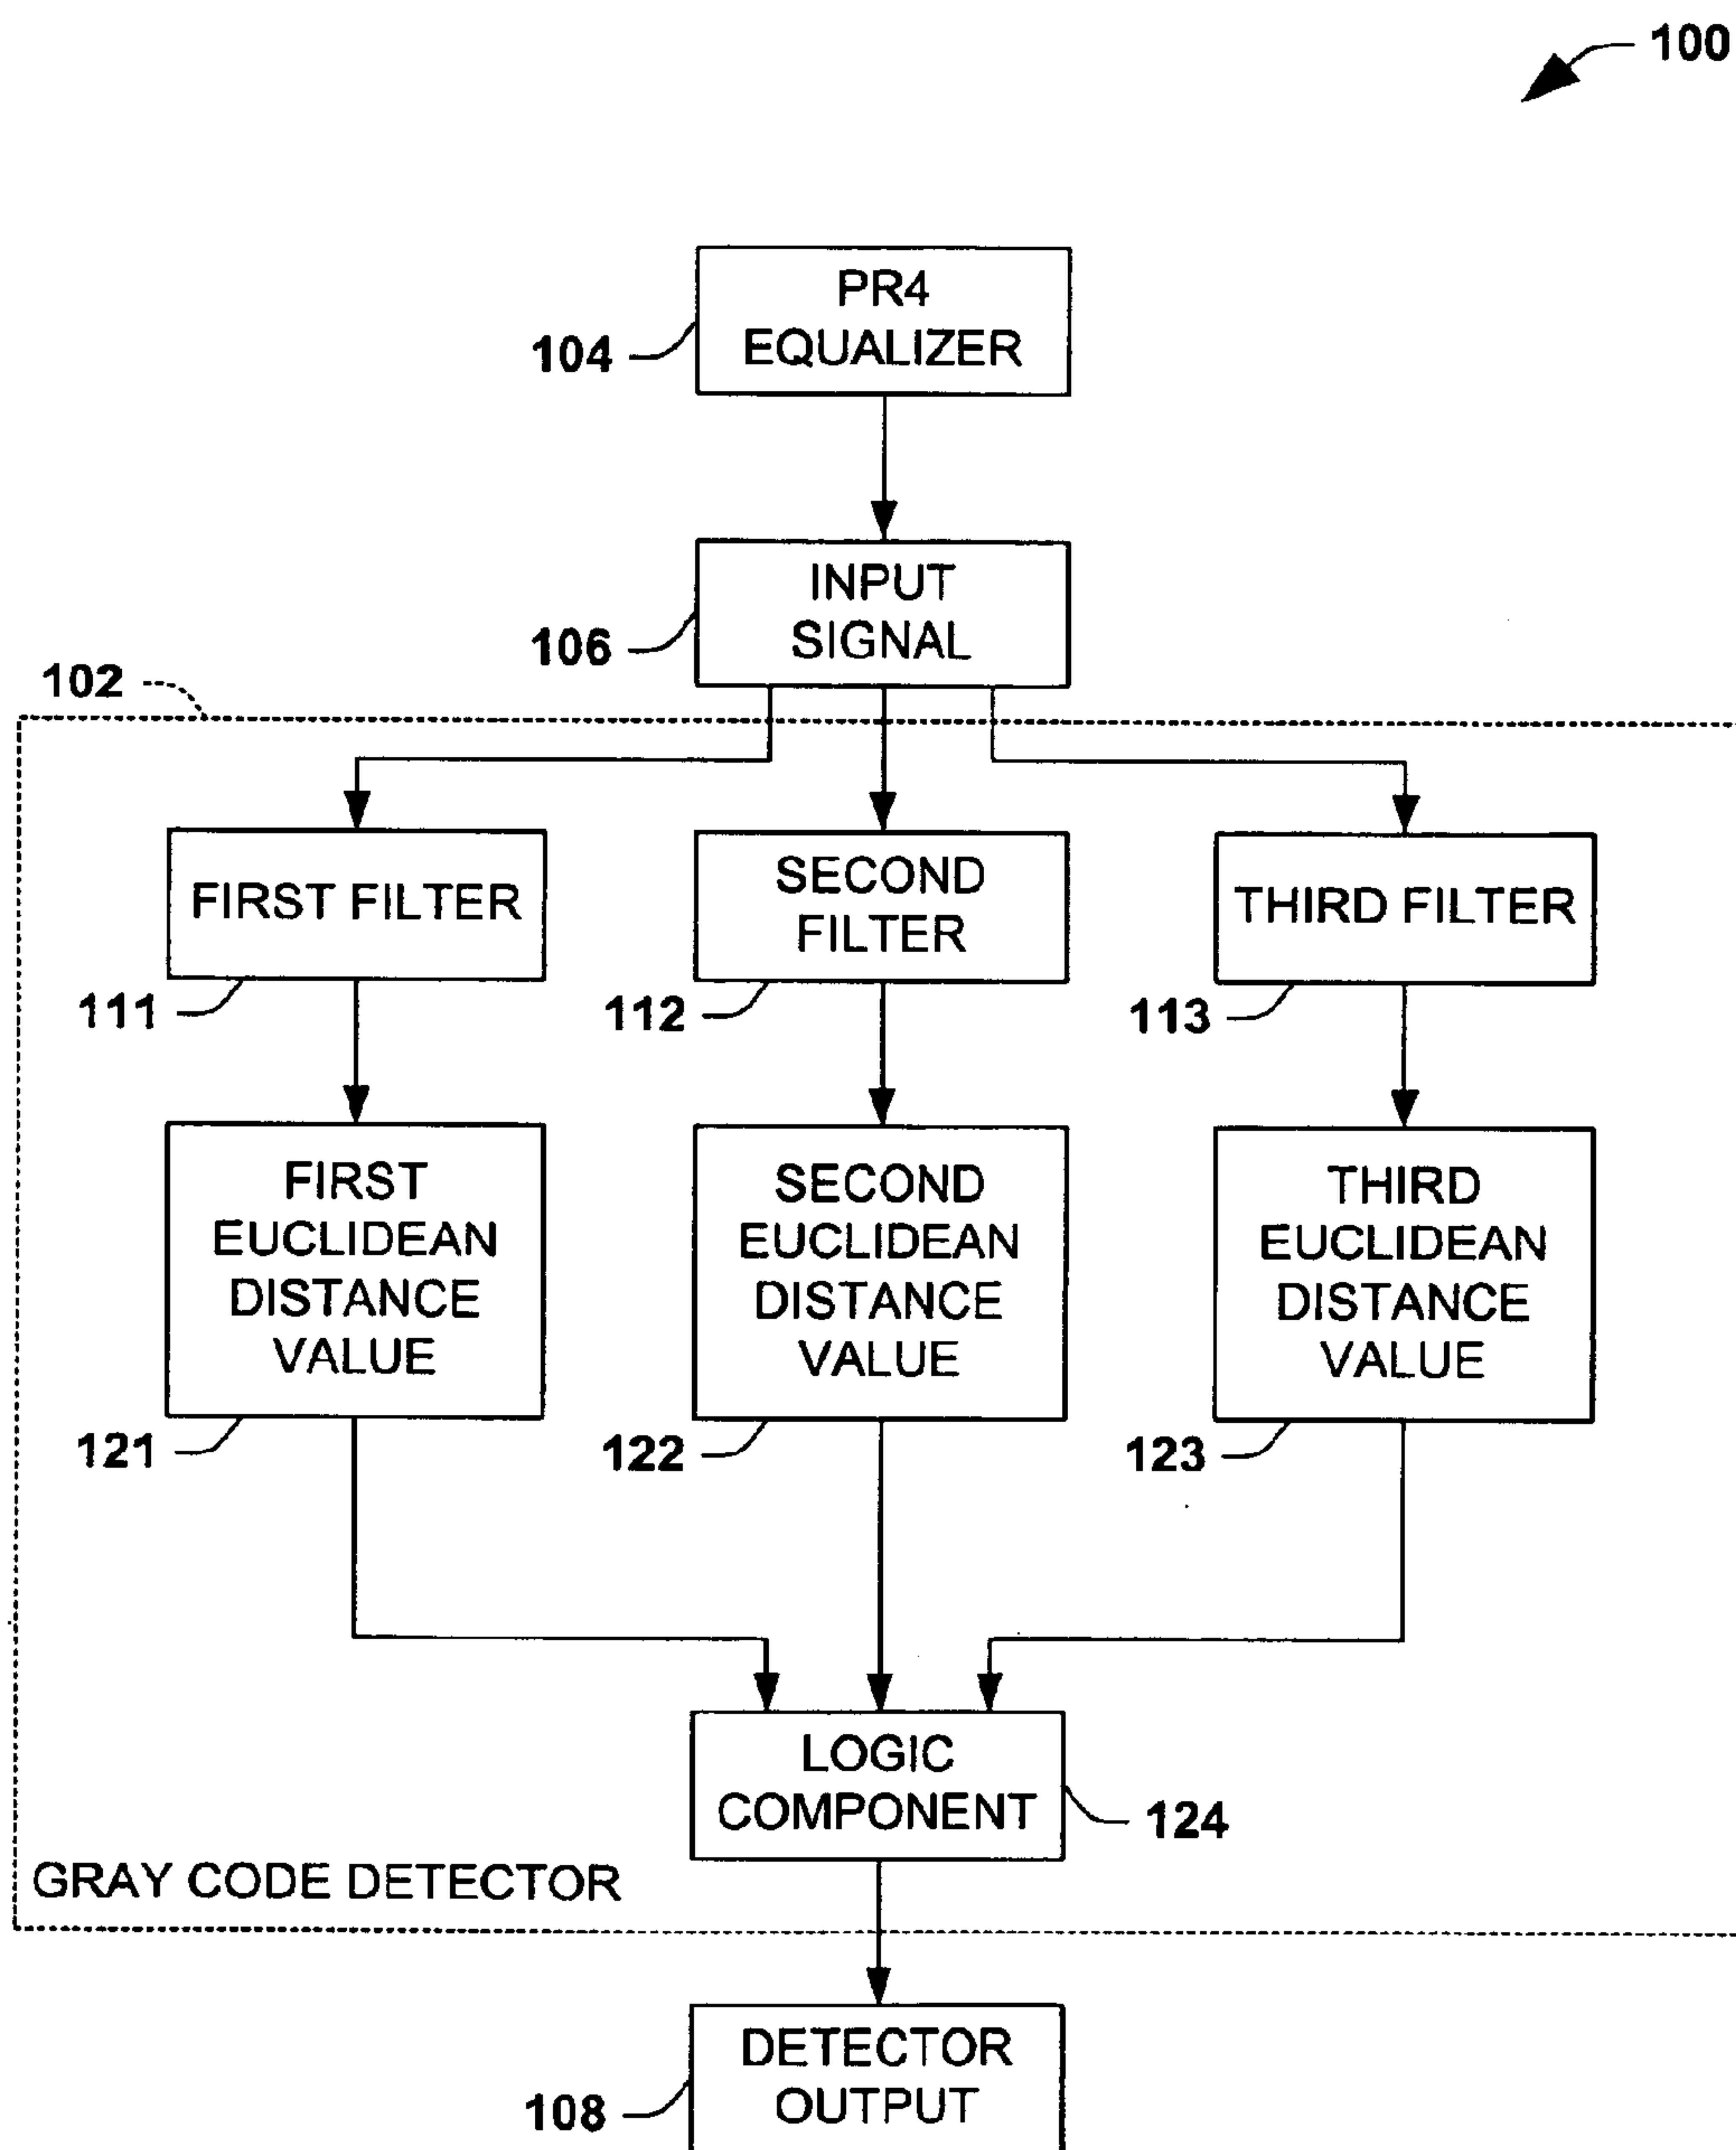 100
PR4
EQUALIZER
104
INPUT
SIGNAL
106
102
FIRST FILTER
SECOND
FILTER
THIRD FILTER
111
112
113
FIRST
EUCLIDEAN
DISTANCE
VALUE
SECOND
EUCLIDEAN
DISTANCE
VALUE
THIRD
EUCLIDEAN
DISTANCE
VALUE
121
122
123
LOGIC
COMPONENT
124
GRAY CODE DETECTOR
DETECTOR
OUTPUT
108